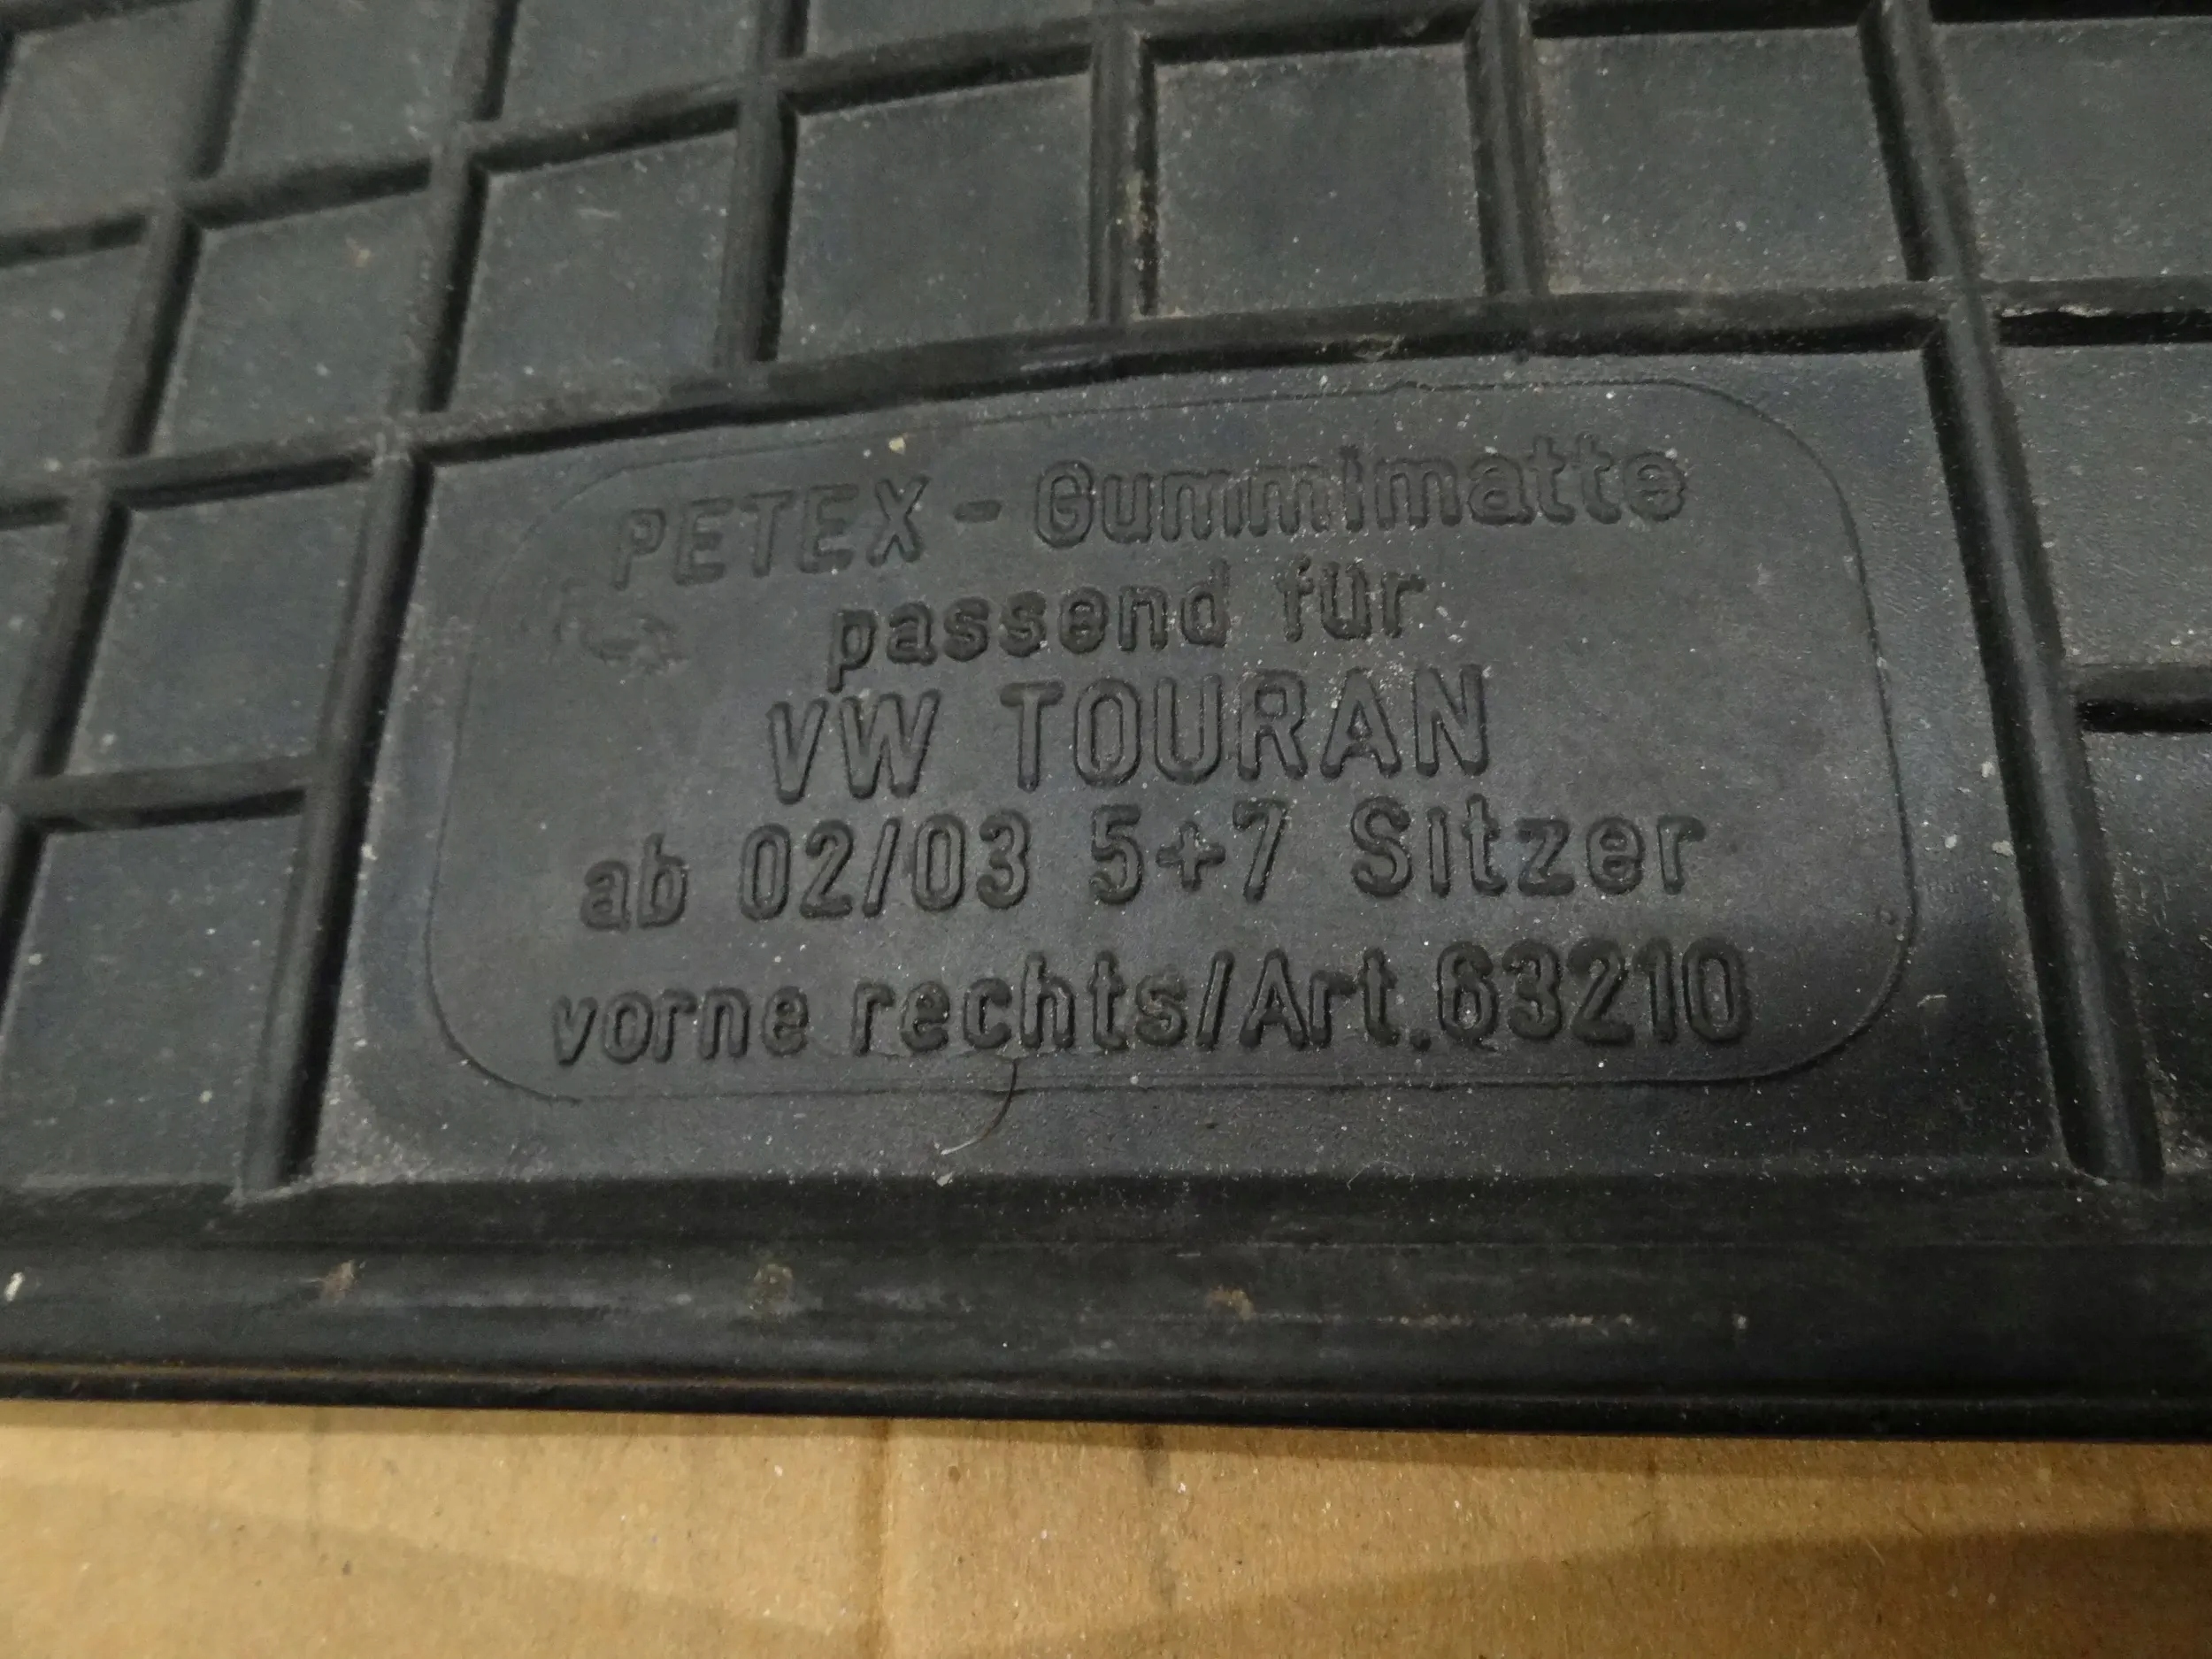 PETEX - Gummimatte
passend für
VW TOURAN
ab 02/03 5+7 Sitzer
vorne rechts/Art.63210